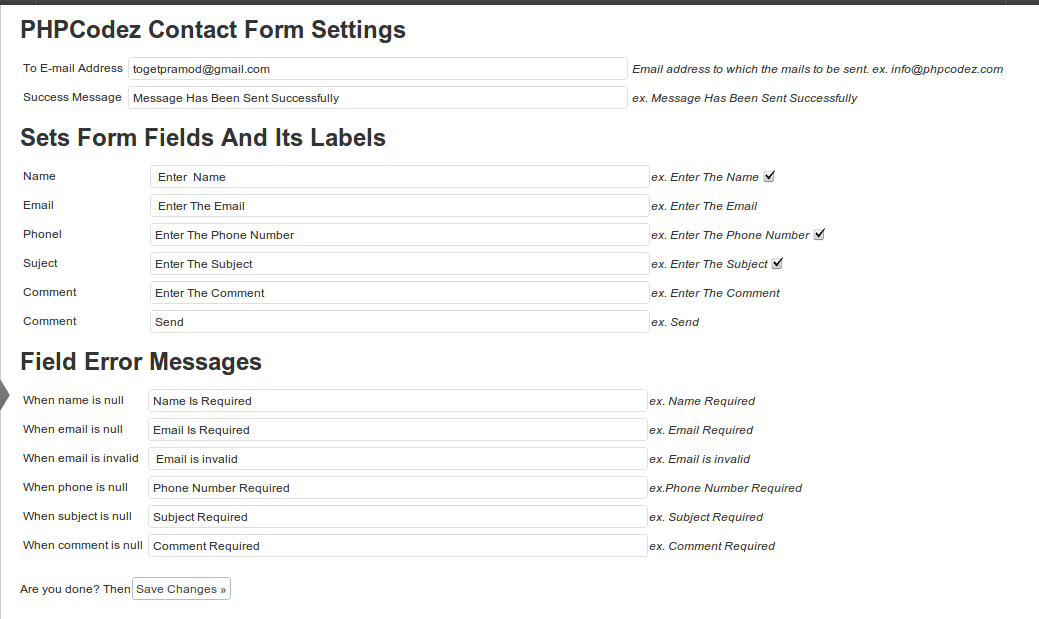 PHPCodez Contact Form Settings
To E-mail Address togetpramod@gmail.com Email address to which the mails to be sent. ex. info@phpcodez.com
Success Message Message Has Been Sent Successfully ex. Message Has Been Sent Successfully
Sets Form Fields And Its Labels
Name Enter  Name ex. Enter The Name
Email Enter The Email ex. Enter The Email
Phonel Enter The Phone Number ex. Enter The Phone Number
Suject Enter The Subject ex. Enter The Subject
Comment Enter The Comment ex. Enter The Comment
Comment Send ex. Send
Field Error Messages
When name is null Name Is Required ex. Name Required
When email is null Email Is Required ex. Email Required
When email is invalid Email is invalid ex. Email is invalid
When phone is null Phone Number Required ex.Phone Number Required
When subject is null Subject Required ex. Subject Required
When comment is null Comment Required ex. Comment Required
Are you done? Then Save Changes »